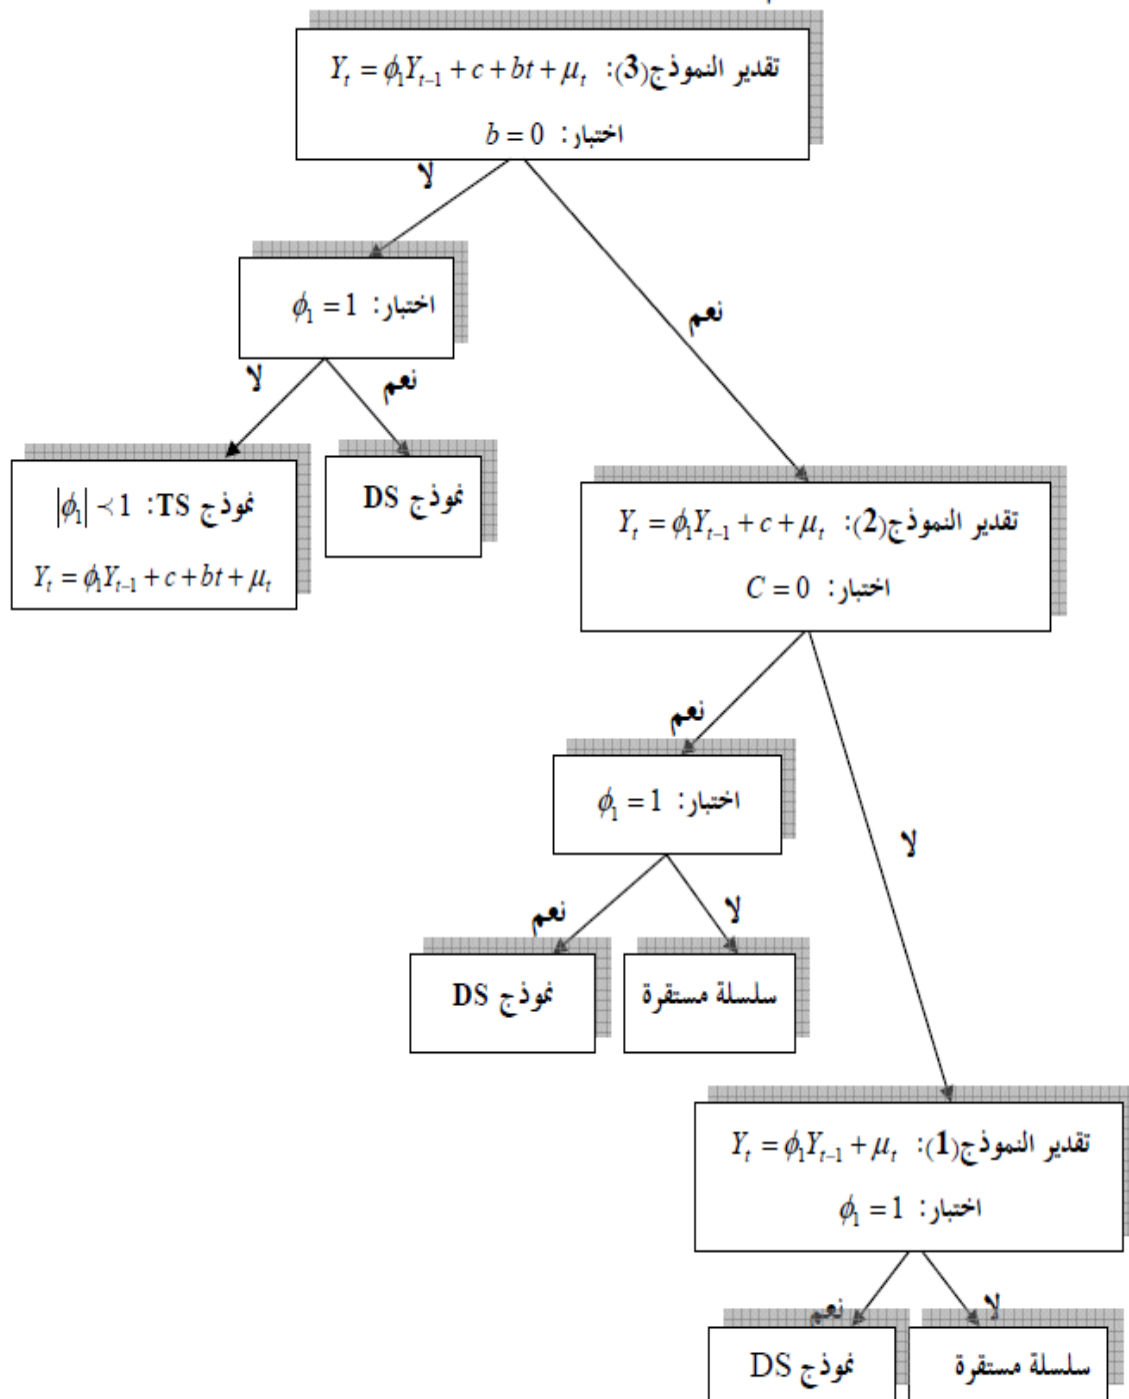 تقدير النموذج(3): Y_t = ϕ_1 Y_{t-1} + c + bt + μ_t
اختبار: b = 0
لا
نعم
اختبار: ϕ_1 = 1
لا
نعم
نموذج TS: |ϕ_1| ≺ 1
Y_t = ϕ_1 Y_{t-1} + c + bt + μ_t
نموذج DS
تقدير النموذج(2): Y_t = ϕ_1 Y_{t-1} + c + μ_t
اختبار: C = 0
نعم
لا
اختبار: ϕ_1 = 1
نعم
لا
نموذج DS
سلسلة مستقرة
تقدير النموذج(1): Y_t = ϕ_1 Y_{t-1} + μ_t
اختبار: ϕ_1 = 1
نعم
لا
نموذج DS
سلسلة مستقرة